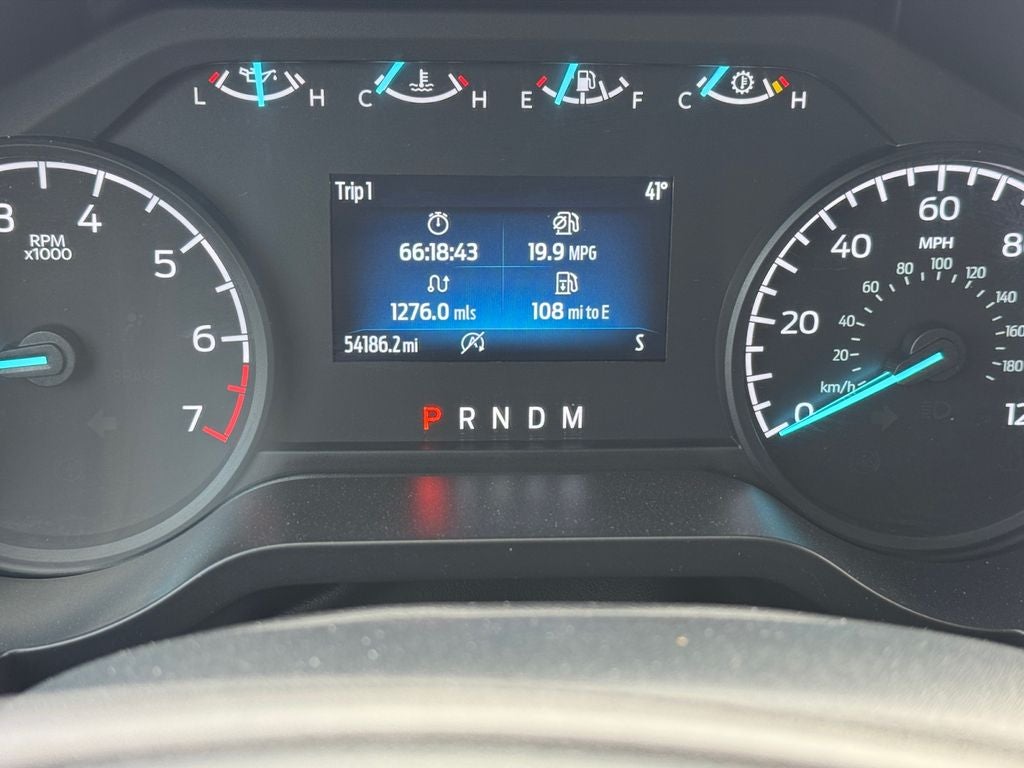 L H C H E F C H
Trip 1 41°
66:18:43 19.9 MPG
1276.0 mls 108 mi to E
54186.2 mi S
P R N D M
3 4 5 6 7
RPM
x1000
0 20 40 60 8
12
MPH
20 40 60 80 100 120 140 160 180
km/h